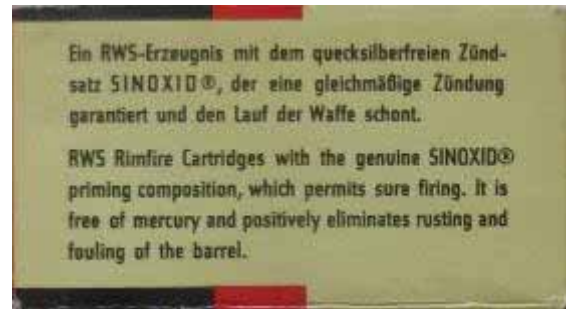 Ein RWS-Erzeugnis mit dem quecksilberfreien Zünd-
satz SINOXID®, der eine gleichmäßige Zündung
garantiert und den Lauf der Waffe schont.
RWS Rimfire Cartridges with the genuine SINOXID®
priming composition, which permits sure firing. It is
free of mercury and positively eliminates rusting and
fouling of the barrel.